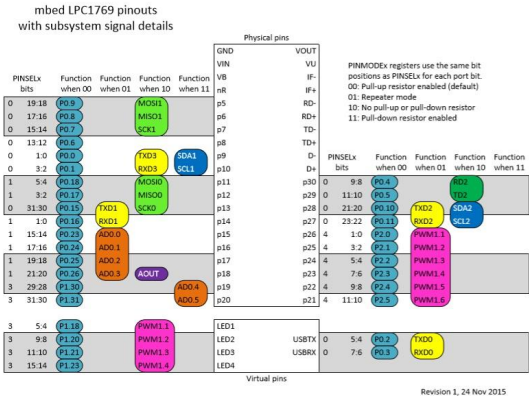 mbed LPC1769 pinouts
with subsystem signal details
Physical pins
GND VOUT
VIN VU
VB IF-
nR IF+
PINMODEx registers use the same bit
positions as PINSELx for each port bit.
00: Pull-up resistor enabled (default)
01: Repeater mode
10: No pull-up or pull-down resistor
11: Pull-down resistor enabled
PINSELx Function Function Function Function
bits when 00 when 01 when 10 when 11
0 19:18 P0.9 MOSI1 p5 RD-
0 17:16 P0.8 MISO1 p6 RD+
0 15:14 P0.7 SCK1 p7 TD-
0 13:12 P0.6 p8 TD+
0 1:0 P0.0 TXD3 SDA1 p9 D-
0 3:2 P0.1 RXD3 SCL1 p10 D+
PINSELx Function Function Function Function
bits when 00 when 01 when 10 when 11
1 5:4 P0.18 MOSI0 p11 p30 0 9:8 P0.4 RD2
1 3:2 P0.17 MISO0 p12 p29 0 11:10 P0.5 TD2
0 31:30 P0.15 TXD1 SCK0 p13 p28 0 21:20 P0.10 TXD2 SDA2
1 1:0 P0.16 RXD1 p14 p27 0 23:22 P0.11 RXD2 SCL2
1 15:14 P0.23 AD0.0 p15 p26 4 1:0 P2.0 PWM1.1
1 17:16 P0.24 AD0.1 p16 p25 4 3:2 P2.1 PWM1.2
1 19:18 P0.25 AD0.2 p17 p24 4 5:4 P2.2 PWM1.3
1 21:20 P0.26 AD0.3 AOUT p18 p23 4 7:6 P2.3 PWM1.4
3 29:28 P1.30 AD0.4 p19 p22 4 9:8 P2.4 PWM1.5
3 31:30 P1.31 AD0.5 p20 p21 4 11:10 P2.5 PWM1.6
3 5:4 P1.18 PWM1.1 LED1
3 9:8 P1.20 PWM1.2 LED2 USBTX 0 5:4 P0.2 TXD0
3 11:10 P1.21 PWM1.3 LED3 USBRX 0 7:6 P0.3 RXD0
3 15:14 P1.23 PWM1.4 LED4
Virtual pins
Revision 1, 24 Nov 2015